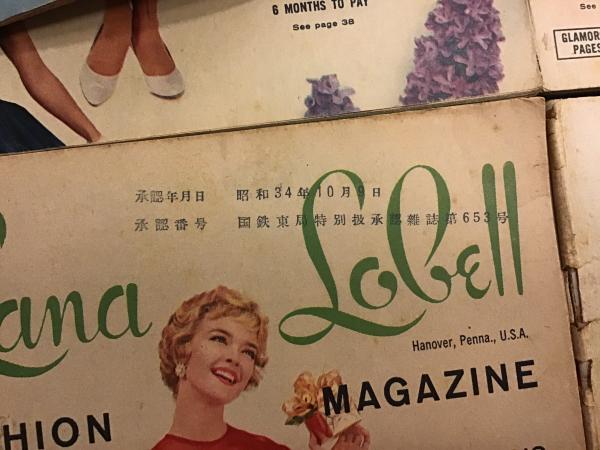 6 MONTHS TO PAY
See page 38
See
GLAMOR
PAGES
承認年月日 昭和34年10月9日
承認番号 国鉄東局特別扱承認雑誌第653号
ana Lobell
Hanover, Penna., U.S.A.
HION MAGAZINE